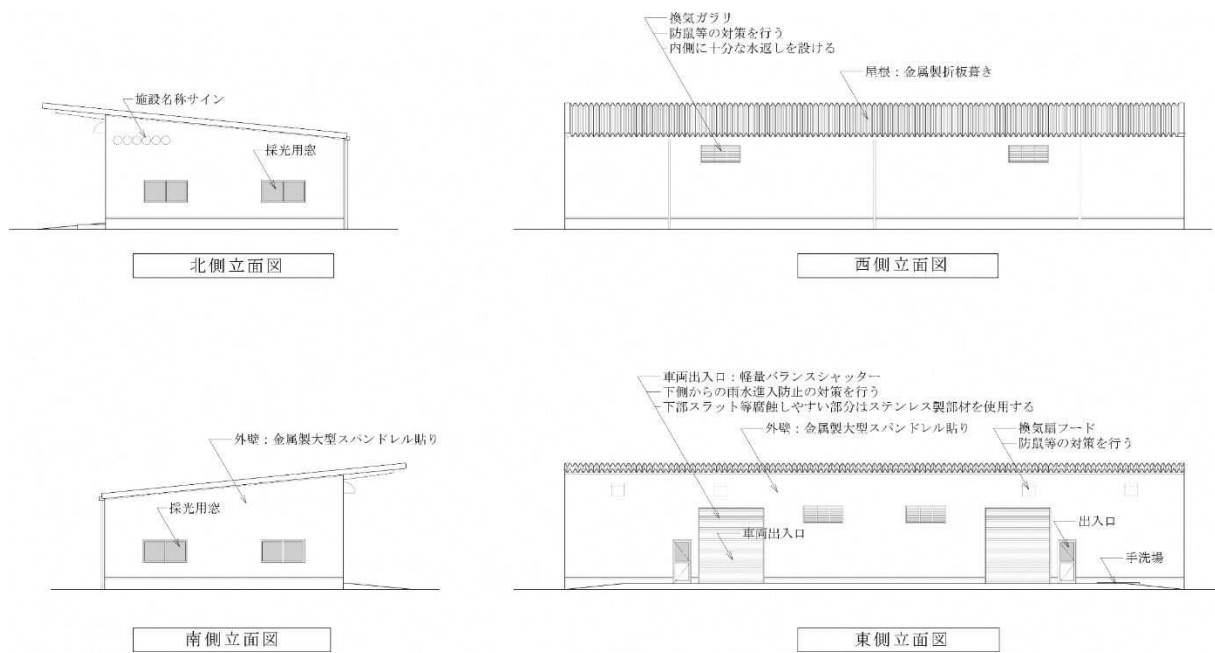 換気ガラリ
防鼠等の対策を行う
内側に十分な水返しを設ける
屋根：金属製折板葺き
施設名称サイン
採光用窓
北側立面図
西側立面図
車両出入口：軽量バランスシャッター
下側からの雨水進入防止の対策を行う
下部スラット等腐蝕しやすい部分はステンレス製部材を使用する
外壁：金属製大型スパンドレル貼り
外壁：金属製大型スパンドレル貼り
換気扇フード
防鼠等の対策を行う
採光用窓
車両出入口
出入口
手洗場
南側立面図
東側立面図